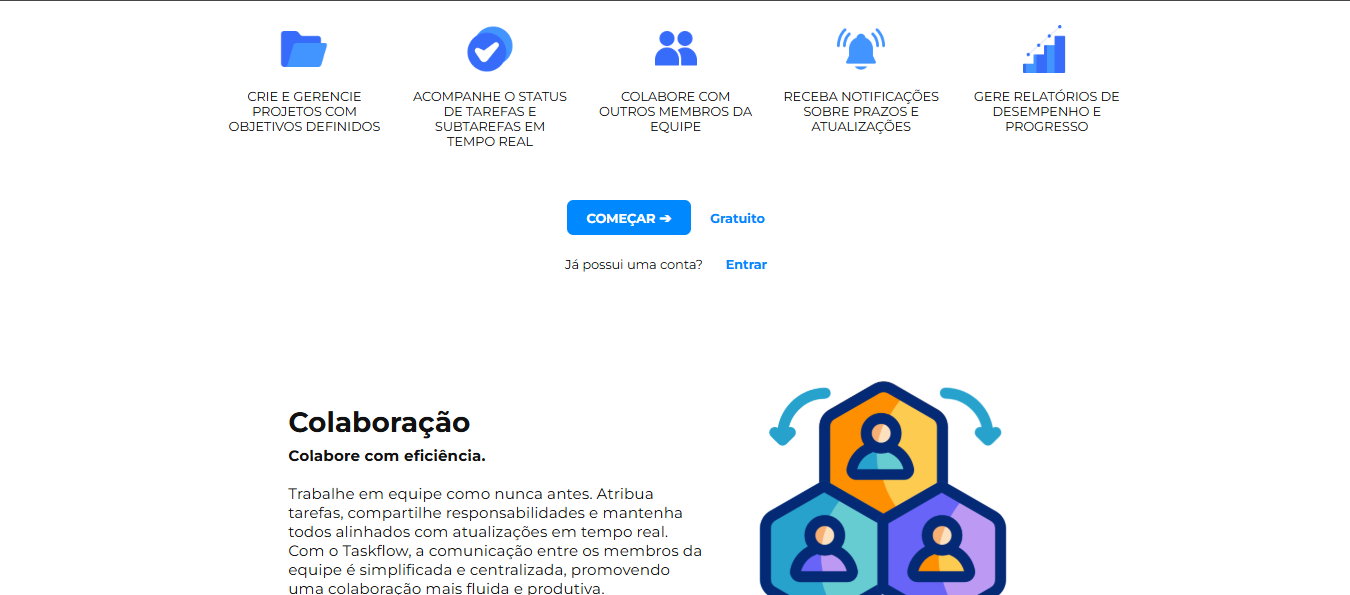 CRIE E GERENCIE
PROJETOS COM
OBJETIVOS DEFINIDOS
ACOMPANHE O STATUS
DE TAREFAS E
SUBTAREFAS EM
TEMPO REAL
COLABORE COM
OUTROS MEMBROS DA
EQUIPE
RECEBA NOTIFICAÇÕES
SOBRE PRAZOS E
ATUALIZAÇÕES
GERE RELATÓRIOS DE
DESEMPENHO E
PROGRESSO
COMEÇAR ➔ Gratuito
Já possui uma conta? Entrar
Colaboração
Colabore com eficiência.
Trabalhe em equipe como nunca antes. Atribua
tarefas, compartilhe responsabilidades e mantenha
todos alinhados com atualizações em tempo real.
Com o Taskflow, a comunicação entre os membros da
equipe é simplificada e centralizada, promovendo
uma colaboração mais fluida e produtiva.